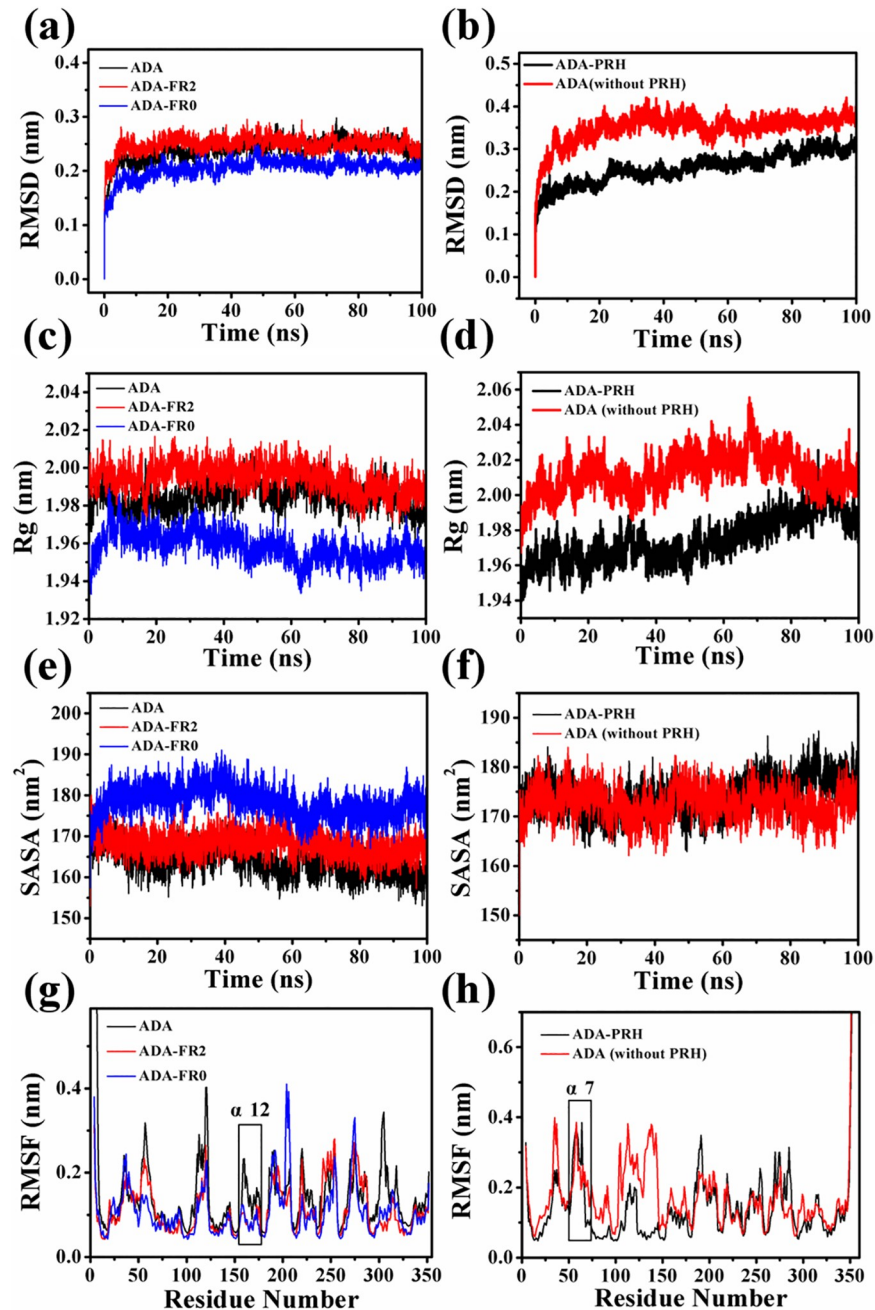 (a)
0.4
0.3
0.2
0.1
0.0
RMSD (nm)
ADA
ADA-FR2
ADA-FR0
0 20 40 60 80 100
Time (ns)
(b)
0.5
0.4
0.3
0.2
0.1
0.0
RMSD (nm)
ADA-PRH
ADA(without PRH)
0 20 40 60 80 100
Time (ns)
(c)
2.04
2.02
2.00
1.98
1.96
1.94
1.92
Rg (nm)
ADA
ADA-FR2
ADA-FR0
0 20 40 60 80 100
Time (ns)
(d)
2.06
2.04
2.02
2.00
1.98
1.96
1.94
Rg (nm)
ADA-PRH
ADA (without PRH)
0 20 40 60 80 100
Time (ns)
(e)
200
190
180
170
160
150
SASA (nm²)
ADA
ADA-FR2
ADA-FR0
0 20 40 60 80 100
Time (ns)
(f)
190
180
170
160
150
SASA (nm²)
ADA-PRH
ADA (without PRH)
0 20 40 60 80 100
Time (ns)
(g)
0.4
0.2
0.0
RMSF (nm)
ADA
ADA-FR2
ADA-FR0
α 12
0 50 100 150 200 250 300 350
Residue Number
(h)
0.6
0.4
0.2
0.0
RMSF (nm)
ADA-PRH
ADA (without PRH)
α 7
0 50 100 150 200 250 300 350
Residue Number